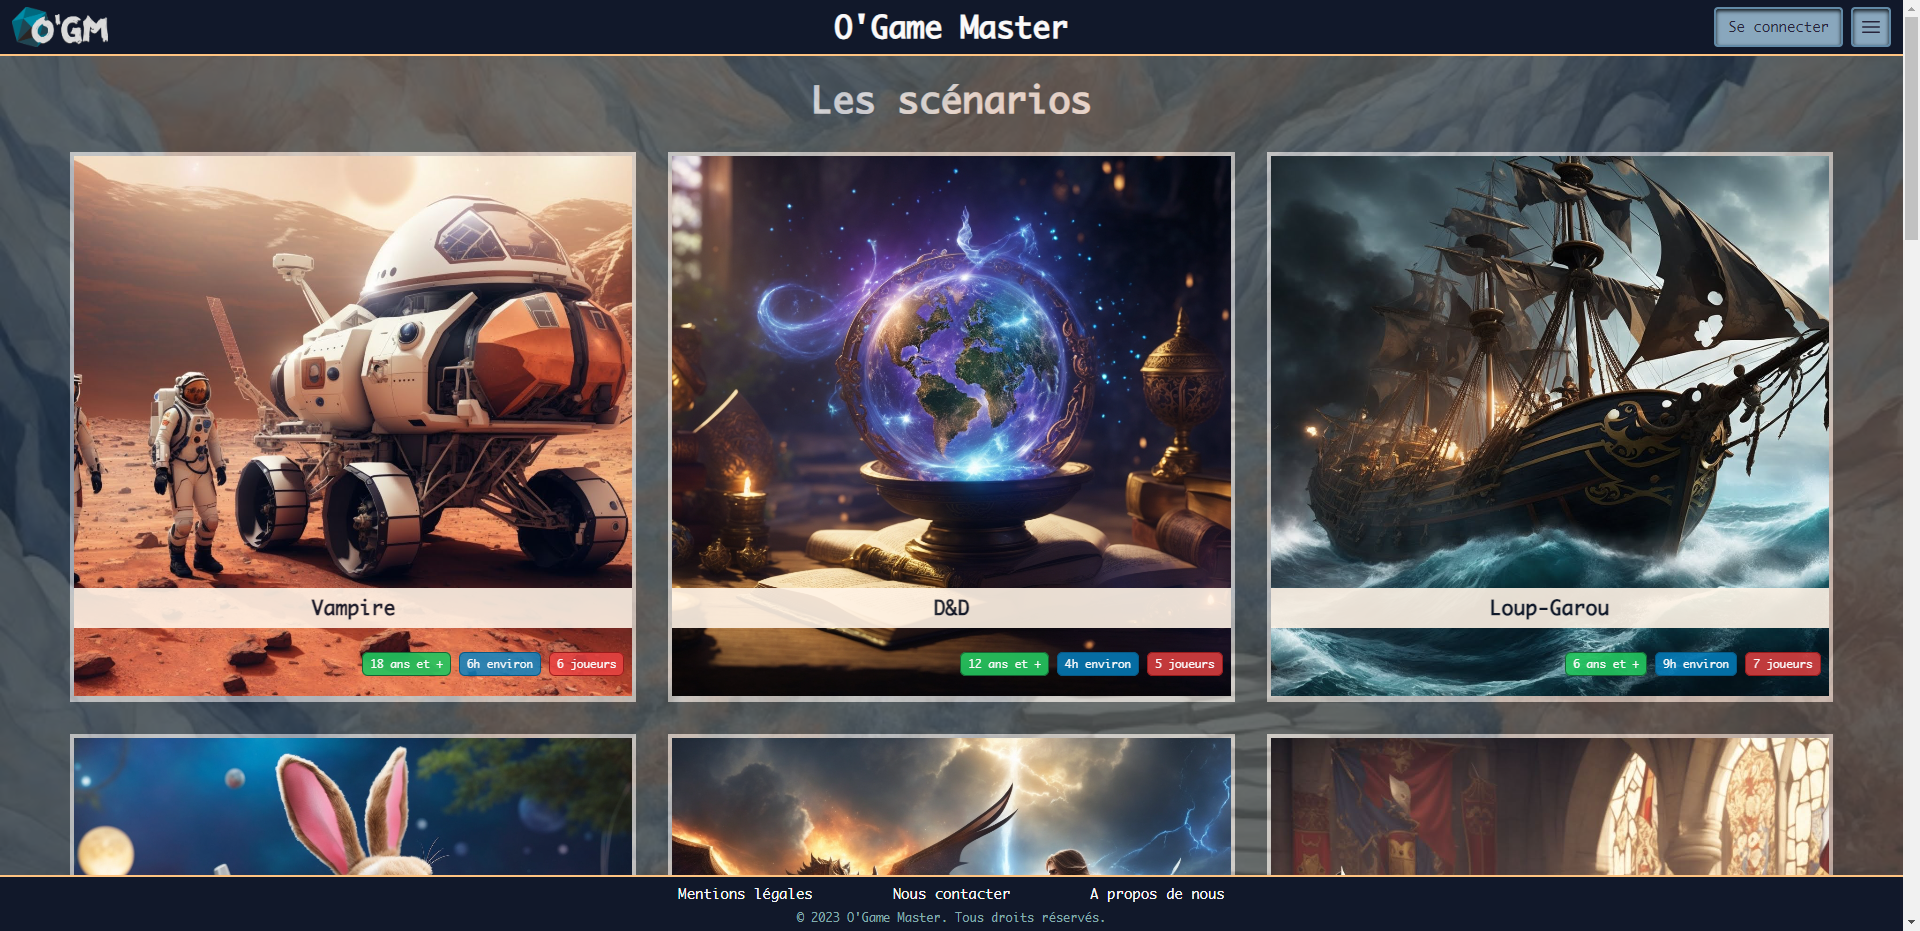 O'GM
O'Game Master
Se connecter
Les scénarios
Vampire
18 ans et +
6h environ
6 joueurs
D&D
12 ans et +
4h environ
5 joueurs
Loup-Garou
6 ans et +
9h environ
7 joueurs
Mentions légales
Nous contacter
A propos de nous
© 2023 O'Game Master. Tous droits réservés.